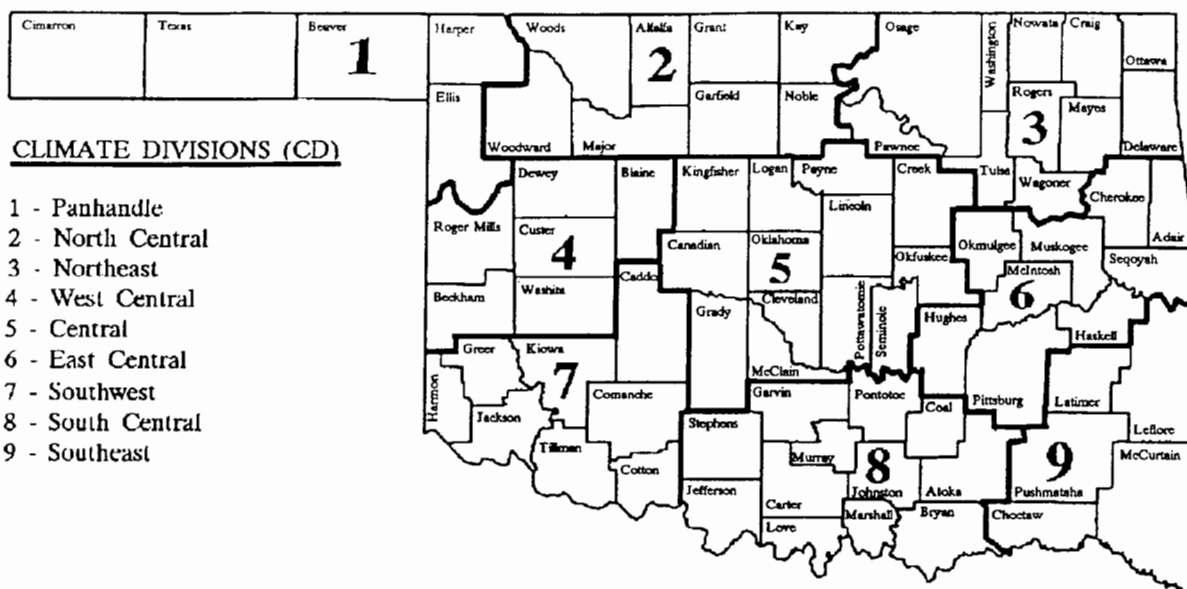 Cimarron
Texas
Beaver
Harper
Woods
Alfalfa
Grant
Kay
Osage
Washington
Nowata
Craig
Ottawa
1
2
Ellis
Garfield
Noble
Rogers
Mayes
3
CLIMATE DIVISIONS (CD)
Woodward
Major
Pawnee
Delaware
1 - Panhandle
2 - North Central
3 - Northeast
4 - West Central
5 - Central
6 - East Central
7 - Southwest
8 - South Central
9 - Southeast
Dewey
Blaine
Kingfisher
Logan
Payne
Creek
Tulsa
Wagoner
Cherokee
Lincoln
Roger Mills
Custer
4
Canadian
Oklahoma
5
Okfuskee
Okmulgee
Muskogee
Adair
Seqoyah
McIntosh
6
Beckham
Washita
Caddo
Cleveland
Grady
Pottawatomie
Seminole
Hughes
Haskell
Greer
Kiowa
7
McClain
Harmon
Jackson
Comanche
Garvin
Pontotoc
Coal
Pittsburg
Latimer
Leflore
Stephens
Tillman
Cotton
Murray
8
9
McCurtain
Jefferson
Carter
Johnston
Atoka
Pushmataha
Love
Marshall
Bryan
Choctaw